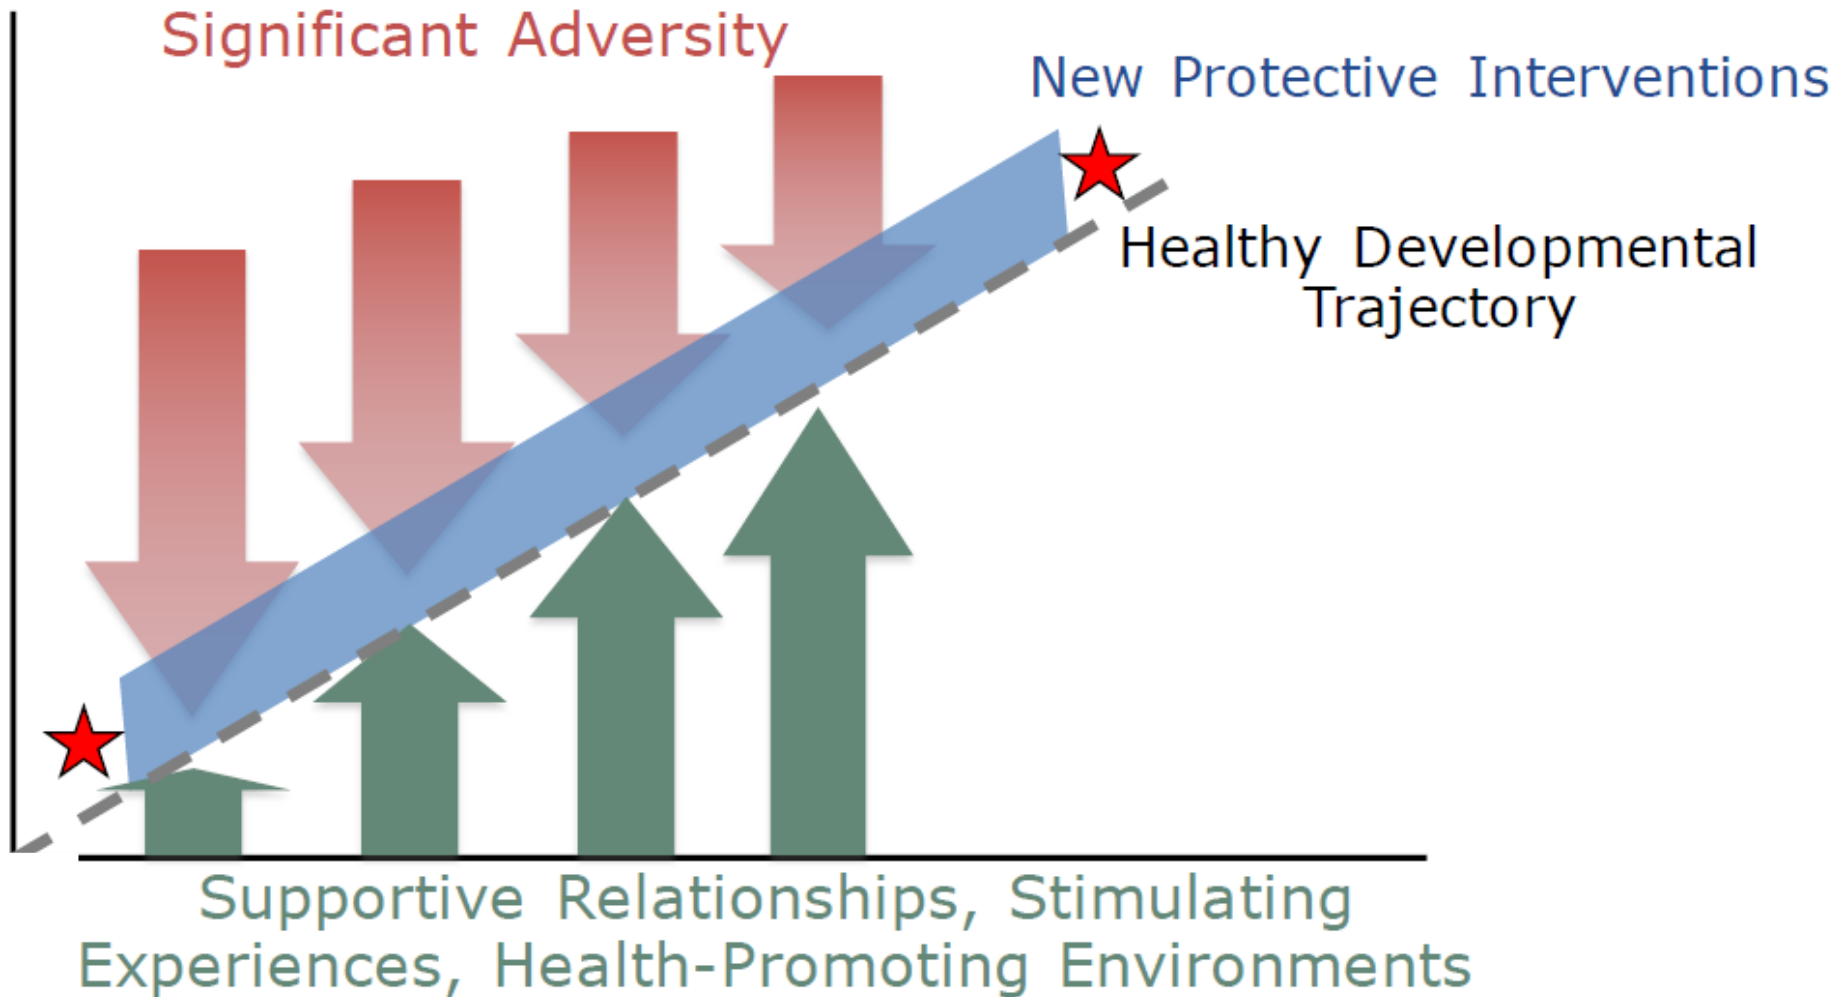 Significant Adversity
New Protective Interventions
Healthy Developmental
Trajectory
Supportive Relationships, Stimulating
Experiences, Health-Promoting Environments